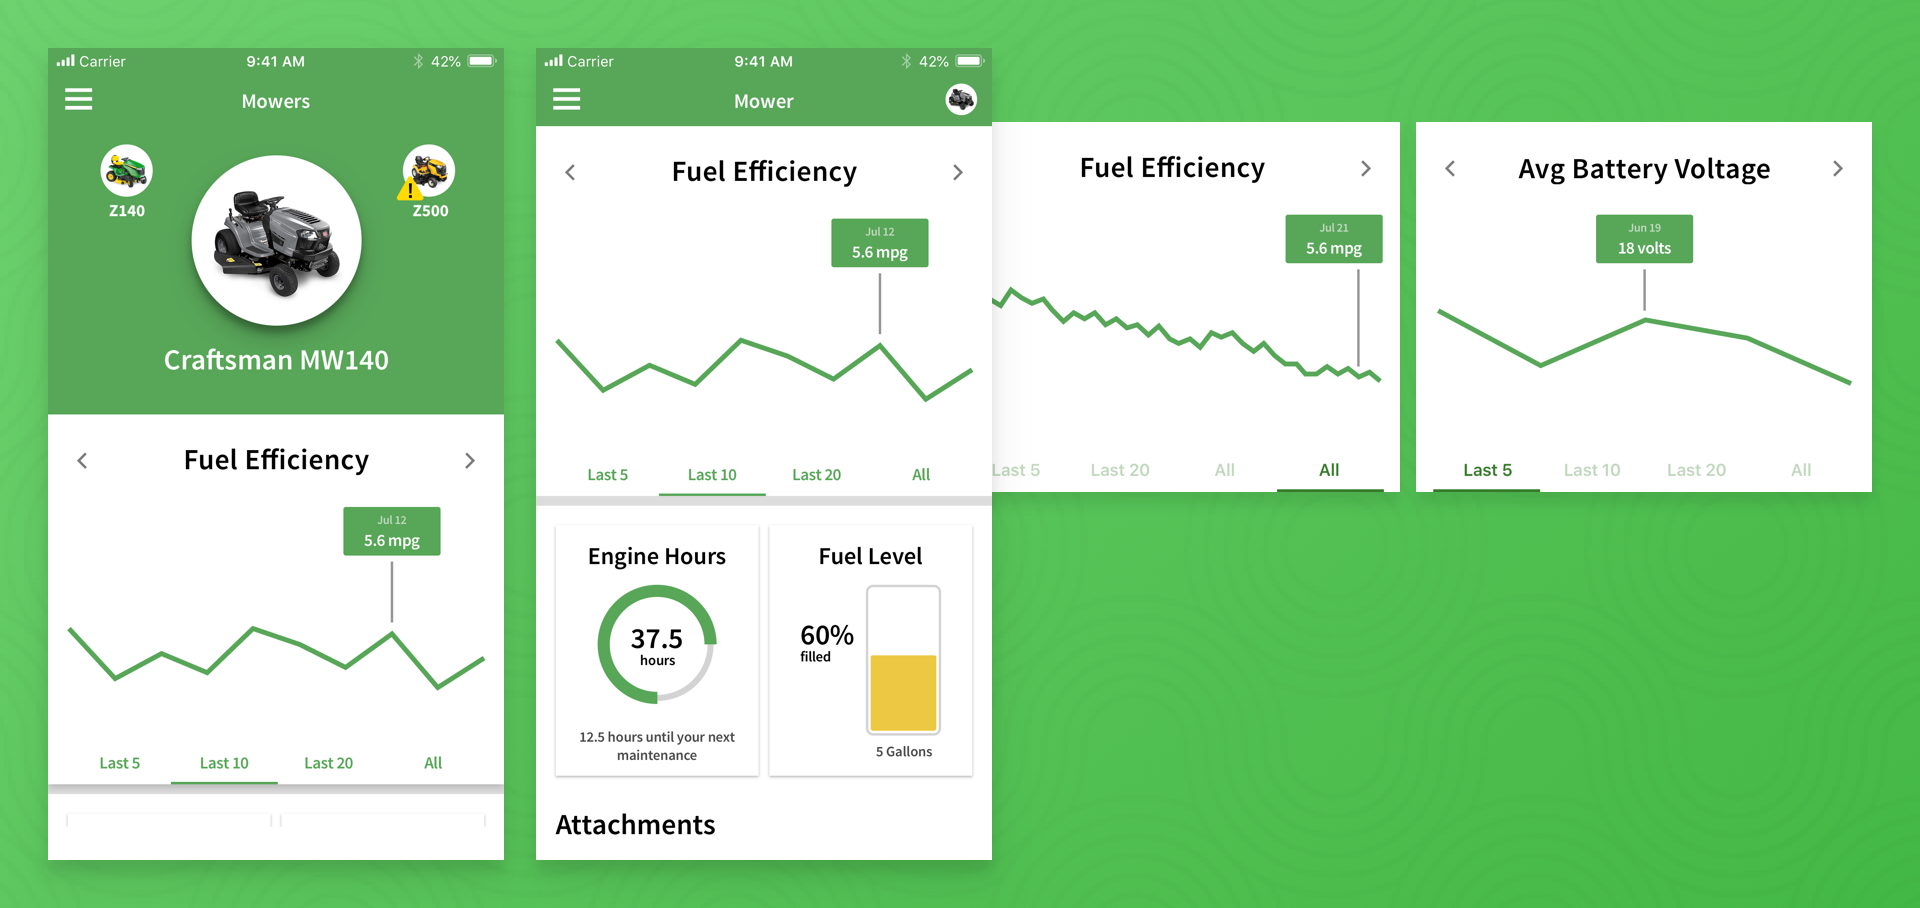 Carrier
9:41 AM
42%
Mowers
Z140
Z500
Craftsman MW140
Fuel Efficiency
Jul 12
5.6 mpg
Last 5
Last 10
Last 20
All
Carrier
9:41 AM
42%
Mower
Fuel Efficiency
Jul 12
5.6 mpg
Last 5
Last 10
Last 20
All
Engine Hours
37.5
hours
12.5 hours until your next
maintenance
Fuel Level
60%
filled
5 Gallons
Attachments
Fuel Efficiency
Jul 21
5.6 mpg
Last 5
Last 20
All
All
Avg Battery Voltage
Jun 19
18 volts
Last 5
Last 10
Last 20
All